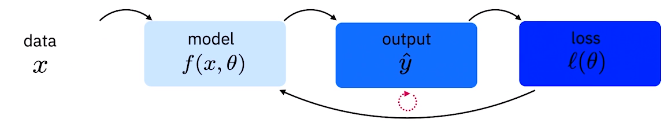 data
x
model
f(x, θ)
output
ŷ
loss
ℓ(θ)